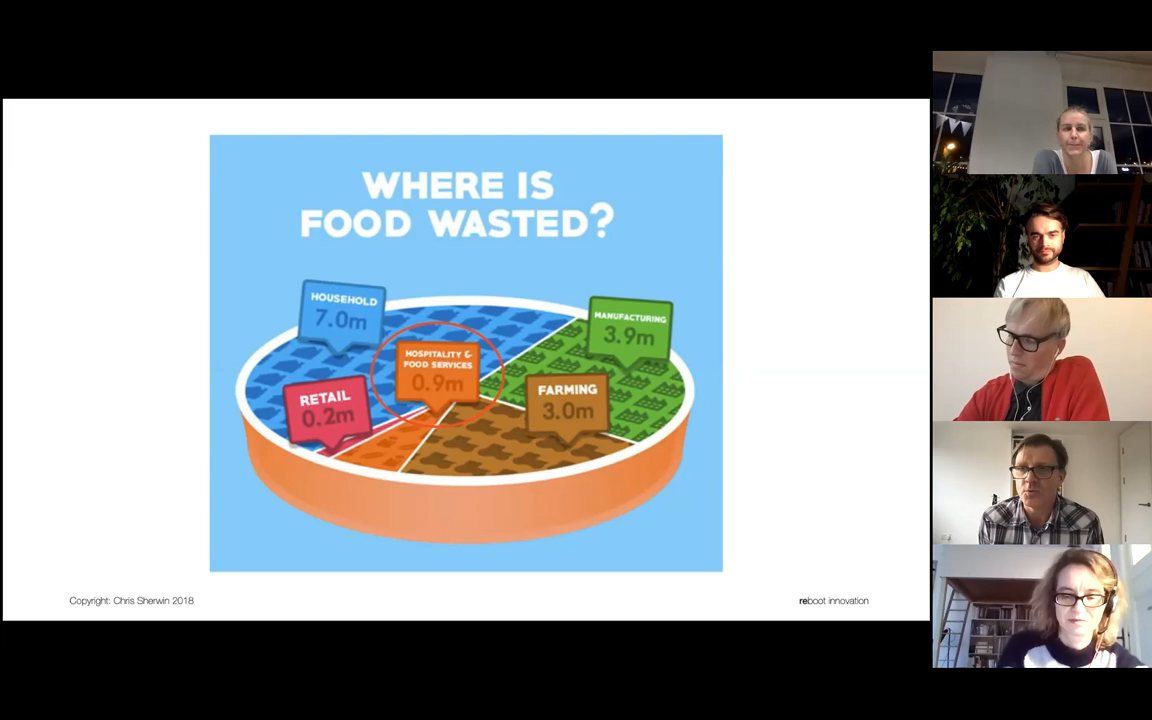 WHERE IS
FOOD WASTED?
HOUSEHOLD
7.0m
MANUFACTURING
3.9m
HOSPITALITY &
FOOD SERVICES
0.9m
RETAIL
0.2m
FARMING
3.0m
Copyright: Chris Sherwin 2018
reboot innovation